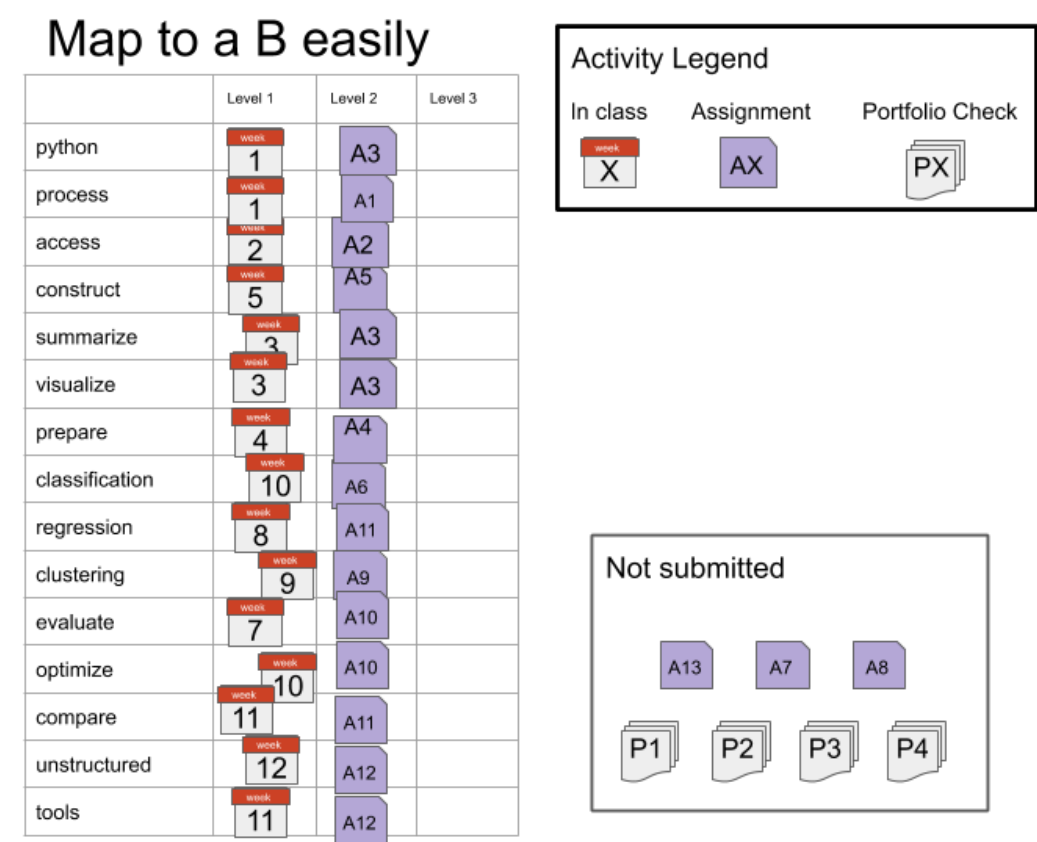 Map to a B easily
Activity Legend
In class Assignment Portfolio Check
week
X AX PX
Level 1 Level 2 Level 3
python week 1 A3
process week 1 A1
access week 2 A2
construct week 5 A5
summarize week 3 A3
visualize week 3 A3
prepare week 4 A4
classification week 10 A6
regression week 8 A11
clustering week 9 A9
evaluate week 7 A10
optimize week 10 A10
compare week 11 A11
unstructured week 12 A12
tools week 11 A12
Not submitted
A13 A7 A8
P1 P2 P3 P4